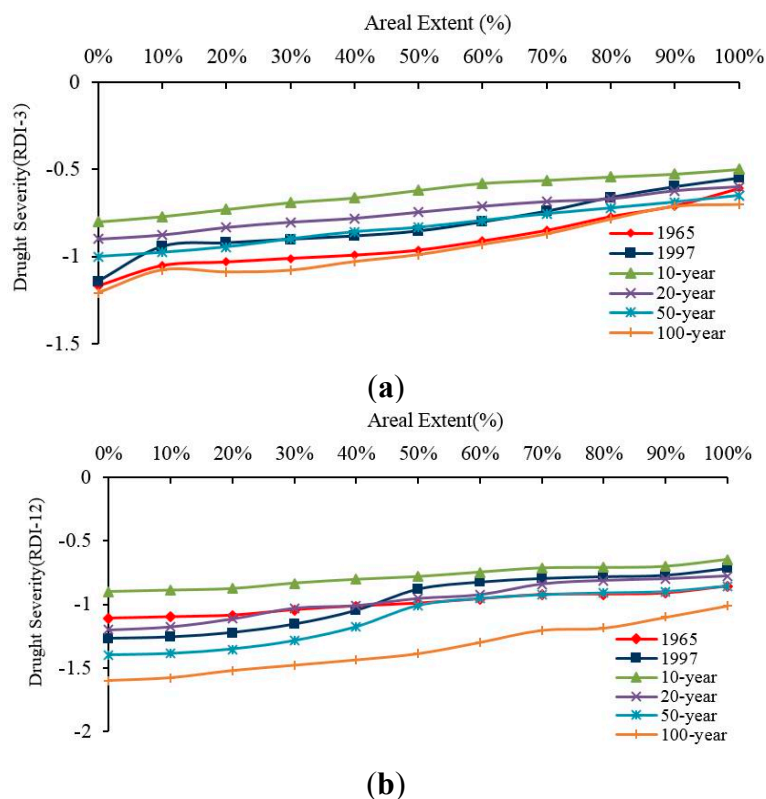 Areal Extent (%)
0% 10% 20% 30% 40% 50% 60% 70% 80% 90% 100%
0
-0.5
-1
-1.5
Drught Severity(RDI-3)
1965
1997
10-year
20-year
50-year
100-year
(a)
Areal Extent(%)
0% 10% 20% 30% 40% 50% 60% 70% 80% 90% 100%
0
-0.5
-1
-1.5
-2
Drught Severity(RDI-12)
1965
1997
10-year
20-year
50-year
100-year
(b)